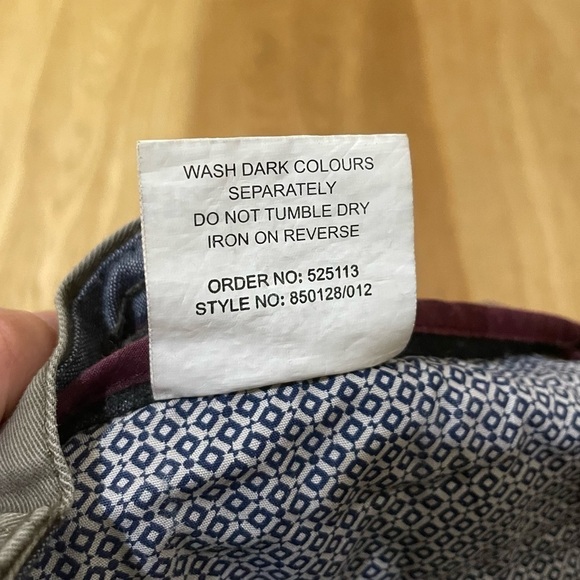 WASH DARK COLOURS
SEPARATELY
DO NOT TUMBLE DRY
IRON ON REVERSE
ORDER NO: 525113
STYLE NO: 850128/012